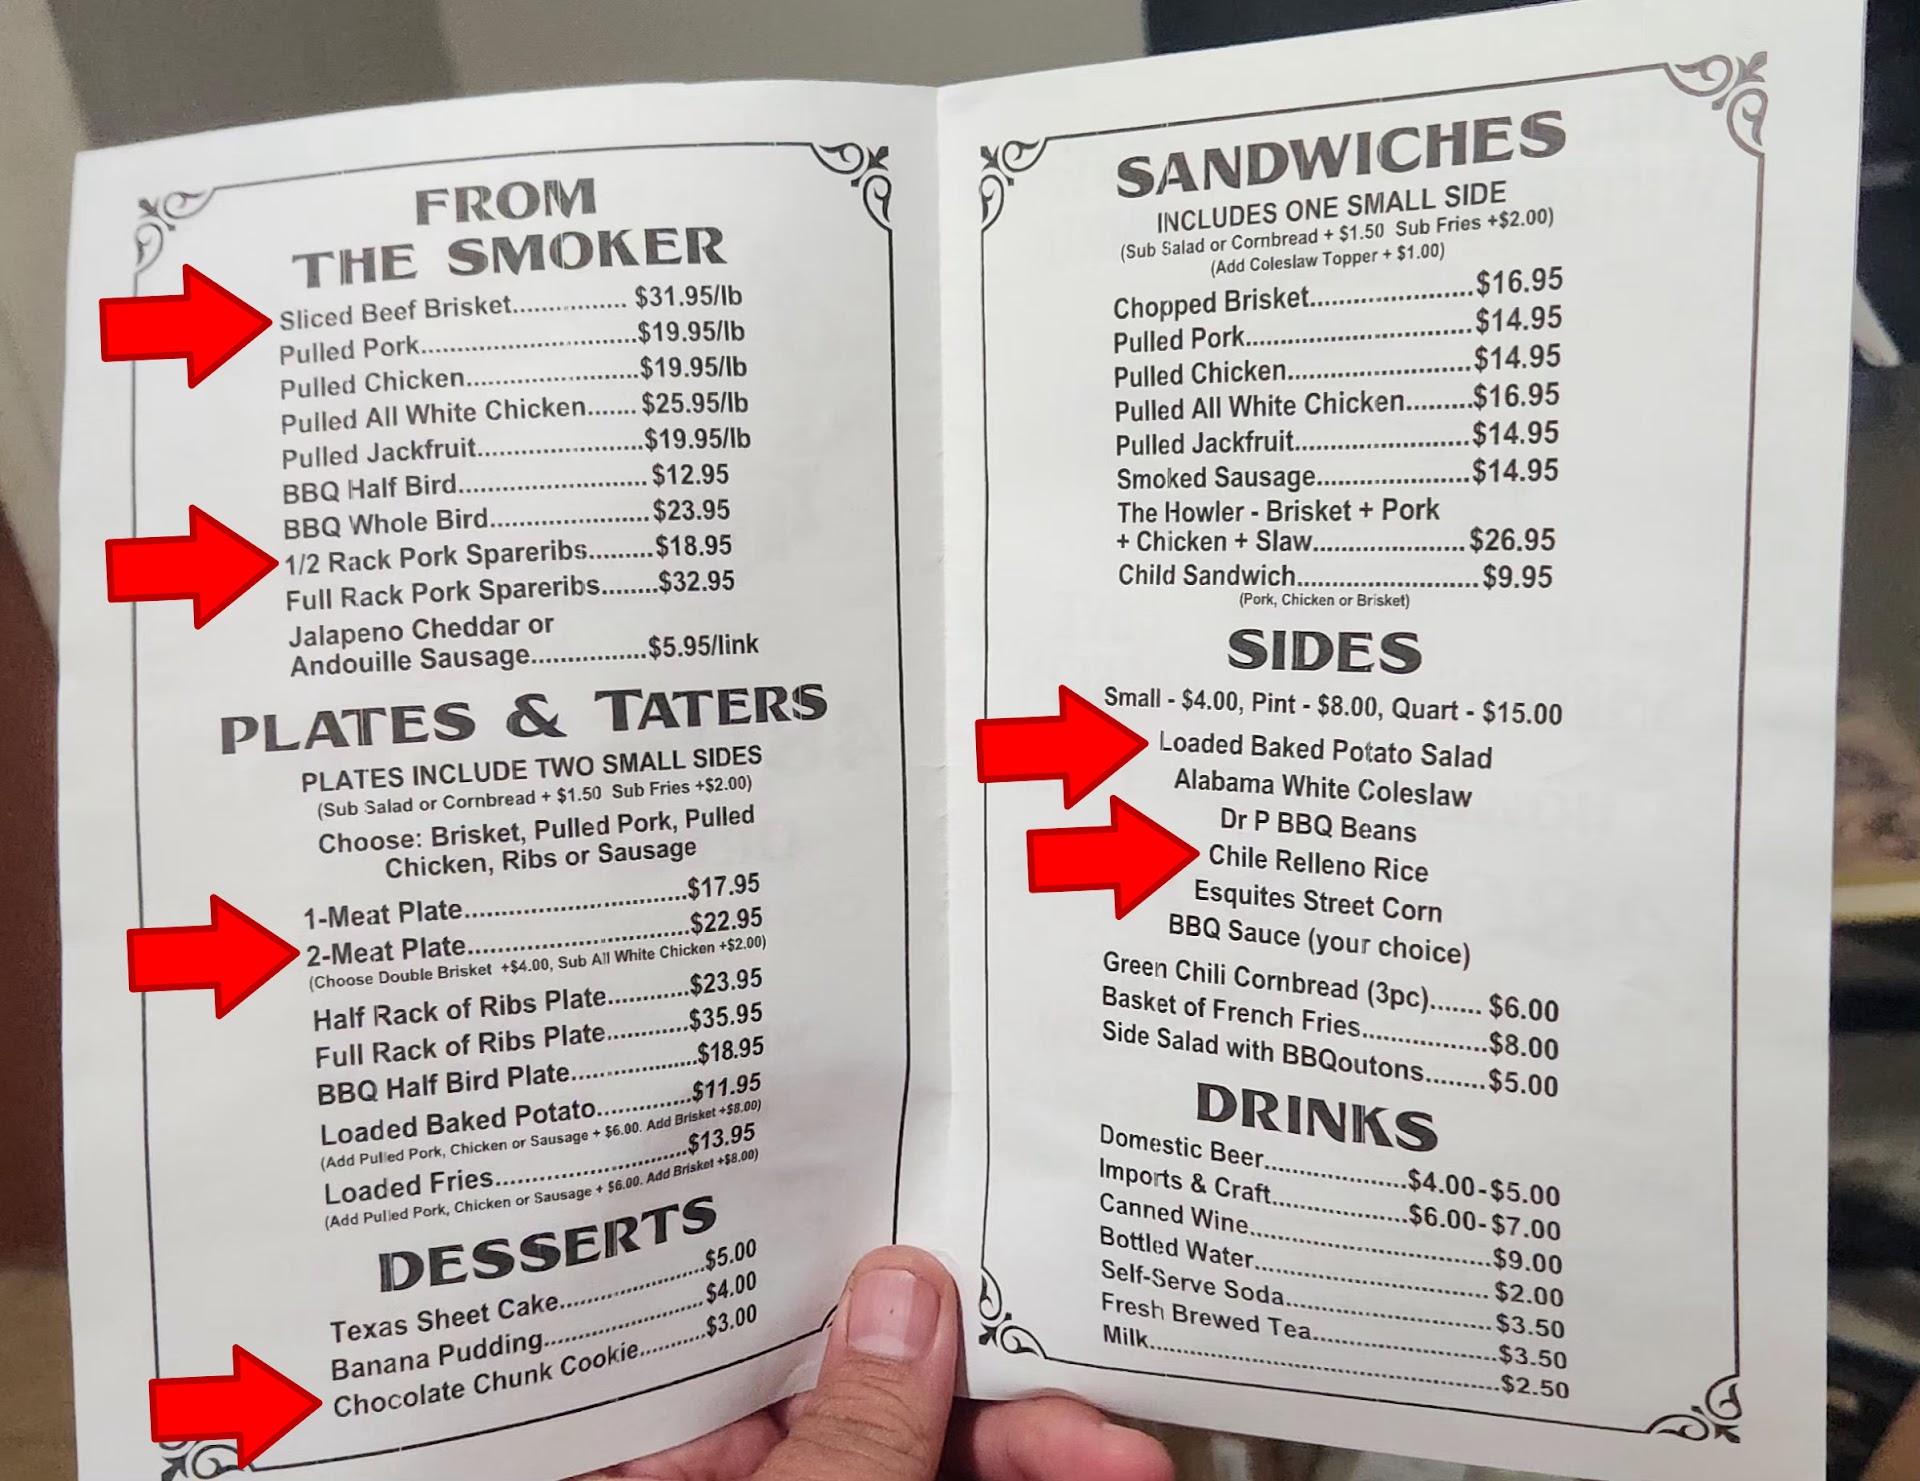 FROM
THE SMOKER
Sliced Beef Brisket............... $31.95/lb
Pulled Pork.............................$19.95/lb
Pulled Chicken.......................$19.95/lb
Pulled All White Chicken....... $25.95/lb
Pulled Jackfruit......................$19.95/lb
BBQ Half Bird......................... $12.95
BBQ Whole Bird.....................$23.95
1/2 Rack Pork Spareribs.........$18.95
Full Rack Pork Spareribs........$32.95
Jalapeno Cheddar or
Andouille Sausage................$5.95/link
PLATES & TATERS
PLATES INCLUDE TWO SMALL SIDES
(Sub Salad or Cornbread + $1.50 Sub Fries +$2.00)
Choose: Brisket, Pulled Pork, Pulled
Chicken, Ribs or Sausage
1-Meat Plate..............................$17.95
2-Meat Plate..............................$22.95
(Choose Double Brisket +$4.00, Sub All White Chicken +$2.00)
Half Rack of Ribs Plate...........$23.95
Full Rack of Ribs Plate...........$35.95
BBQ Half Bird Plate.................$18.95
Loaded Baked Potato.............$11.95
(Add Pulled Pork, Chicken or Sausage + $6.00. Add Brisket +$8.00)
Loaded Fries..........................$13.95
(Add Pulled Pork, Chicken or Sausage + $6.00. Add Brisket +$8.00)
DESSERTS
Texas Sheet Cake....................$5.00
Banana Pudding......................$4.00
Chocolate Chunk Cookie.........$3.00
SANDWICHES
INCLUDES ONE SMALL SIDE
(Sub Salad or Cornbread + $1.50 Sub Fries +$2.00)
(Add Coleslaw Topper + $1.00)
Chopped Brisket......................$16.95
Pulled Pork..............................$14.95
Pulled Chicken.........................$14.95
Pulled All White Chicken.........$16.95
Pulled Jackfruit........................$14.95
Smoked Sausage.....................$14.95
The Howler - Brisket + Pork
+ Chicken + Slaw.....................$26.95
Child Sandwich.........................$9.95
(Pork, Chicken or Brisket)
SIDES
Small - $4.00, Pint - $8.00, Quart - $15.00
Loaded Baked Potato Salad
Alabama White Coleslaw
Dr P BBQ Beans
Chile Relleno Rice
Esquites Street Corn
BBQ Sauce (your choice)
Green Chili Cornbread (3pc)....... $6.00
Basket of French Fries.................$8.00
Side Salad with BBQoutons........$5.00
DRINKS
Domestic Beer...................$4.00-$5.00
Imports & Craft..................$6.00-$7.00
Canned Wine................................$9.00
Bottled Water............................... $2.00
Self-Serve Soda............................$3.50
Fresh Brewed Tea.........................$3.50
Milk...............................................$2.50